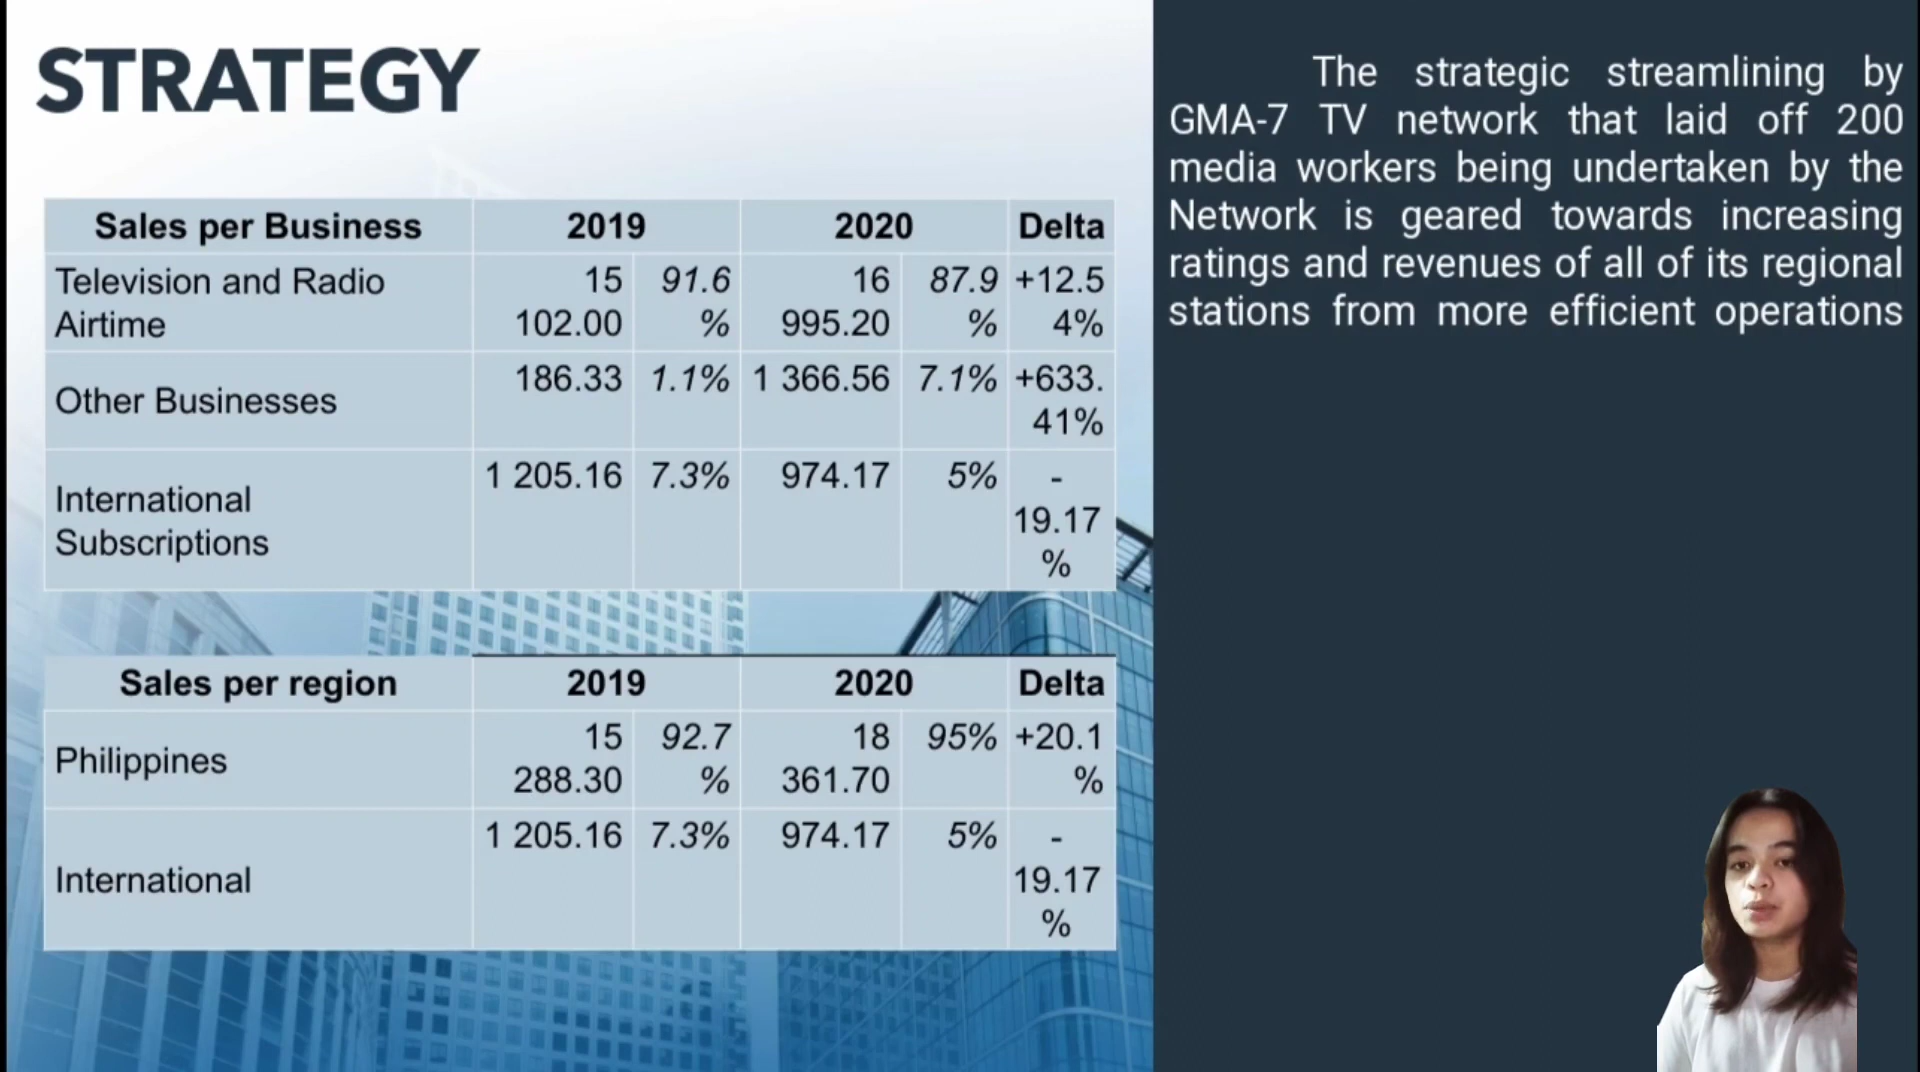 STRATEGY
Sales per Business 2019 2020 Delta
Television and Radio 15 91.6 16 87.9 +12.5
Airtime 102.00 % 995.20 % 4%
Other Businesses 186.33 1.1% 1 366.56 7.1% +633.
41%
International 1 205.16 7.3% 974.17 5% -
Subscriptions 19.17
%
Sales per region 2019 2020 Delta
Philippines 15 92.7 18 95% +20.1
288.30 % 361.70 %
International 1 205.16 7.3% 974.17 5% -
19.17
%
The strategic streamlining by
GMA-7 TV network that laid off 200
media workers being undertaken by the
Network is geared towards increasing
ratings and revenues of all of its regional
stations from more efficient operations